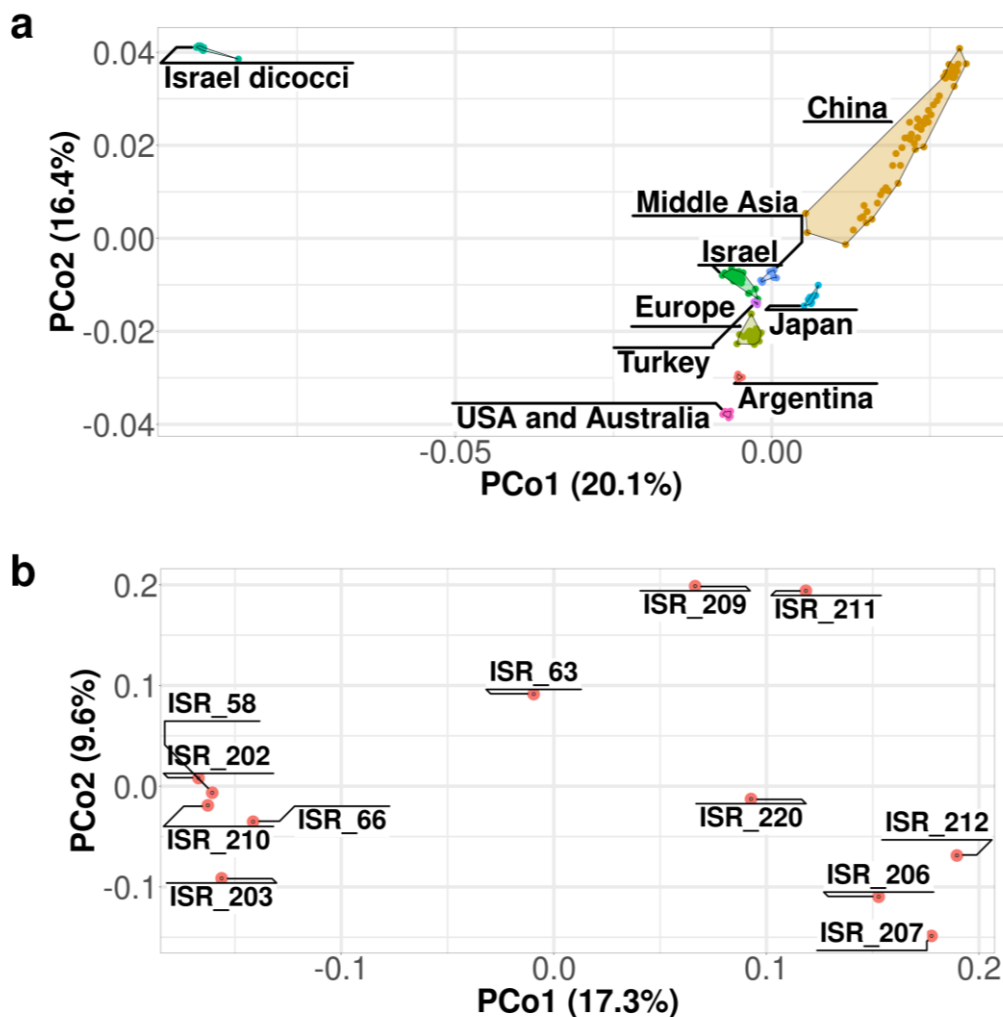 a
0.04
Israel dicocci
China
0.02
Middle Asia
0.00
Israel
Europe
Japan
-0.02
Turkey
Argentina
USA and Australia
-0.04
-0.05
0.00
PCo1 (20.1%)
PCo2 (16.4%)
b
0.2
ISR_209
ISR_211
ISR_63
0.1
ISR_58
ISR_202
0.0
ISR_66
ISR_220
ISR_212
ISR_210
ISR_206
-0.1
ISR_203
ISR_207
-0.1
0.0
0.1
0.2
PCo1 (17.3%)
PCo2 (9.6%)